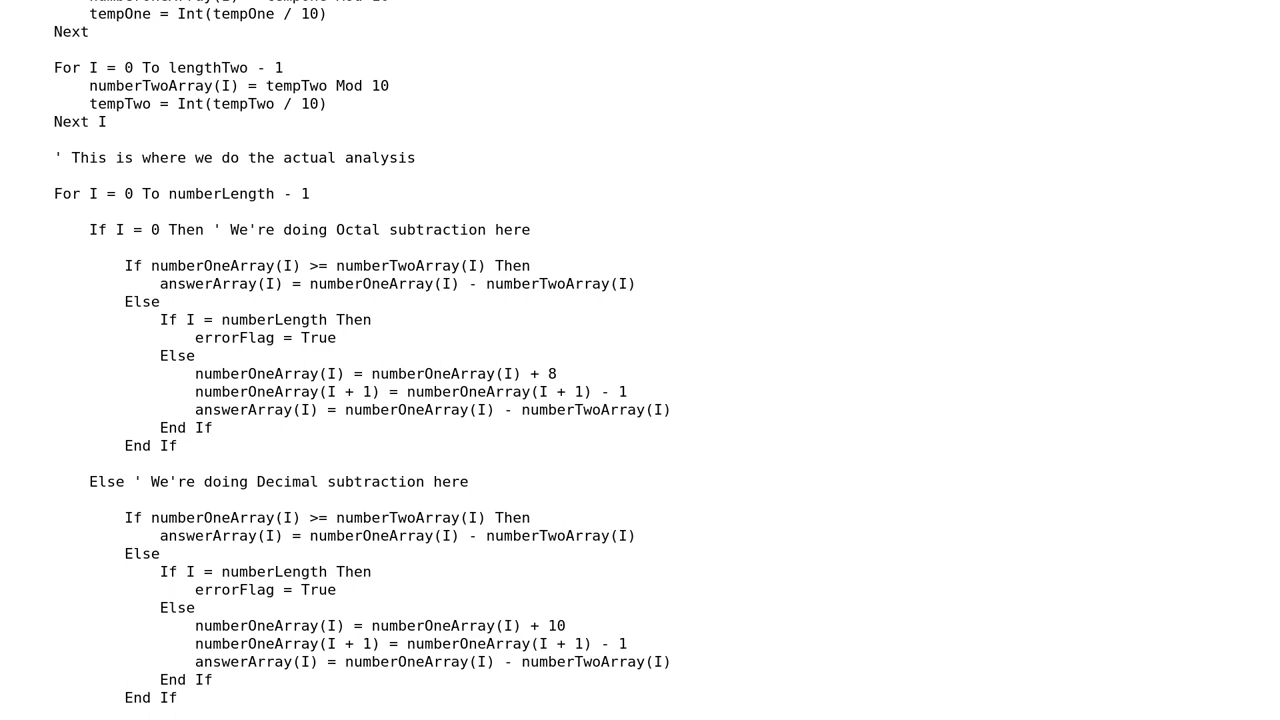 tempOne = Int(tempOne / 10)
Next
For I = 0 To lengthTwo - 1
numberTwoArray(I) = tempTwo Mod 10
tempTwo = Int(tempTwo / 10)
Next I
' This is where we do the actual analysis
For I = 0 To numberLength - 1
If I = 0 Then ' We're doing Octal subtraction here
If numberOneArray(I) >= numberTwoArray(I) Then
answerArray(I) = numberOneArray(I) - numberTwoArray(I)
Else
If I = numberLength Then
errorFlag = True
Else
numberOneArray(I) = numberOneArray(I) + 8
numberOneArray(I + 1) = numberOneArray(I + 1) - 1
answerArray(I) = numberOneArray(I) - numberTwoArray(I)
End If
End If
Else ' We're doing Decimal subtraction here
If numberOneArray(I) >= numberTwoArray(I) Then
answerArray(I) = numberOneArray(I) - numberTwoArray(I)
Else
If I = numberLength Then
errorFlag = True
Else
numberOneArray(I) = numberOneArray(I) + 10
numberOneArray(I + 1) = numberOneArray(I + 1) - 1
answerArray(I) = numberOneArray(I) - numberTwoArray(I)
End If
End If